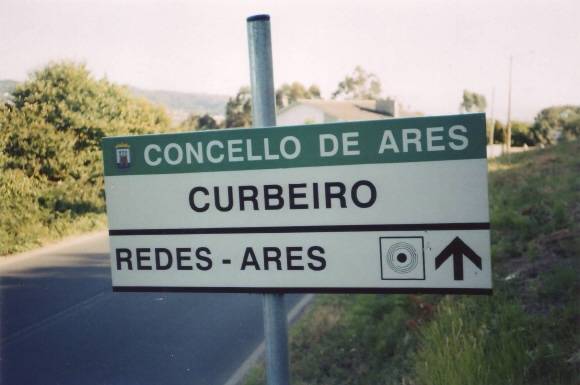 CONCELLO DE ARES
CURBEIRO
REDES - ARES